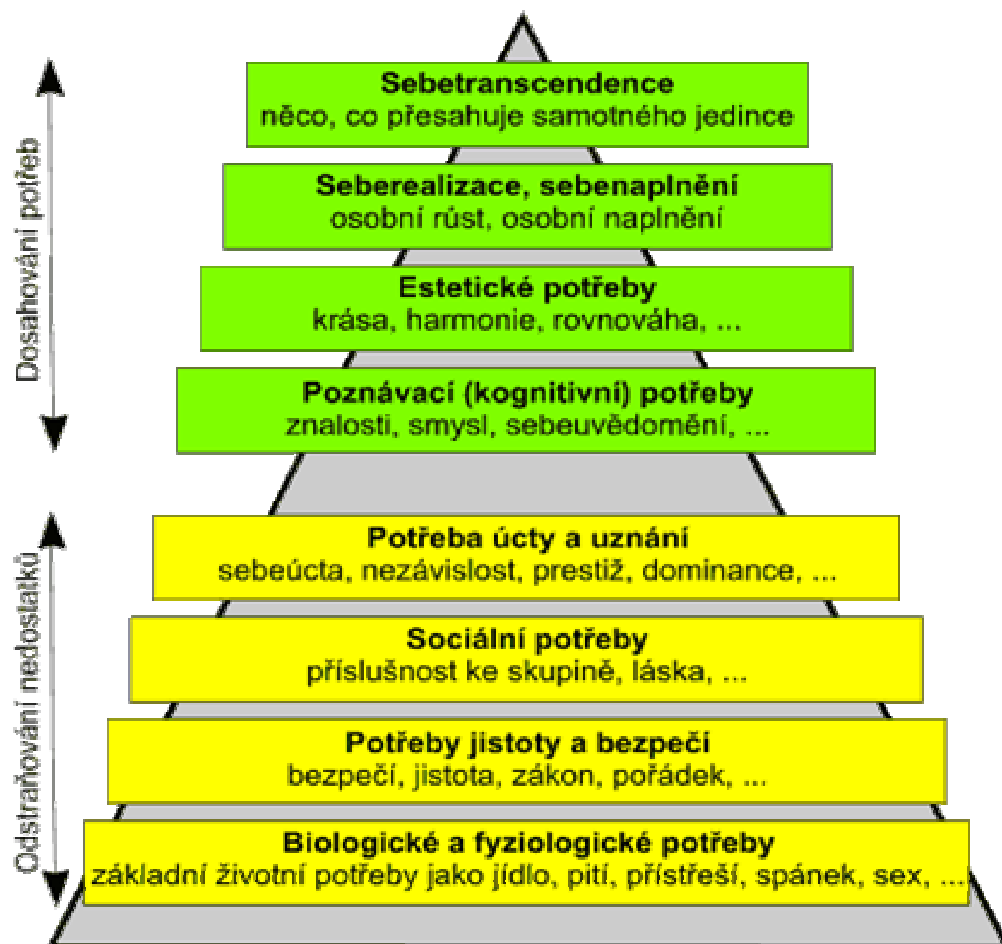 Sebetranscendence
něco, co přesahuje samotného jedince
Seberealizace, sebenaplnění
osobní růst, osobní naplnění
Estetické potřeby
krása, harmonie, rovnováha, ...
Poznávací (kognitivní) potřeby
znalosti, smysl, sebeuvědomění, ...
Dosahování potřeb
Potřeba úcty a uznání
sebeúcta, nezávislost, prestiž, dominance, ...
Sociální potřeby
příslušnost ke skupině, láska, ...
Potřeby jistoty a bezpečí
bezpečí, jistota, zákon, pořádek, ...
Biologické a fyziologické potřeby
základní životní potřeby jako jídlo, pití, přístřeší, spánek, sex, ...
Odstraňování nedostatků